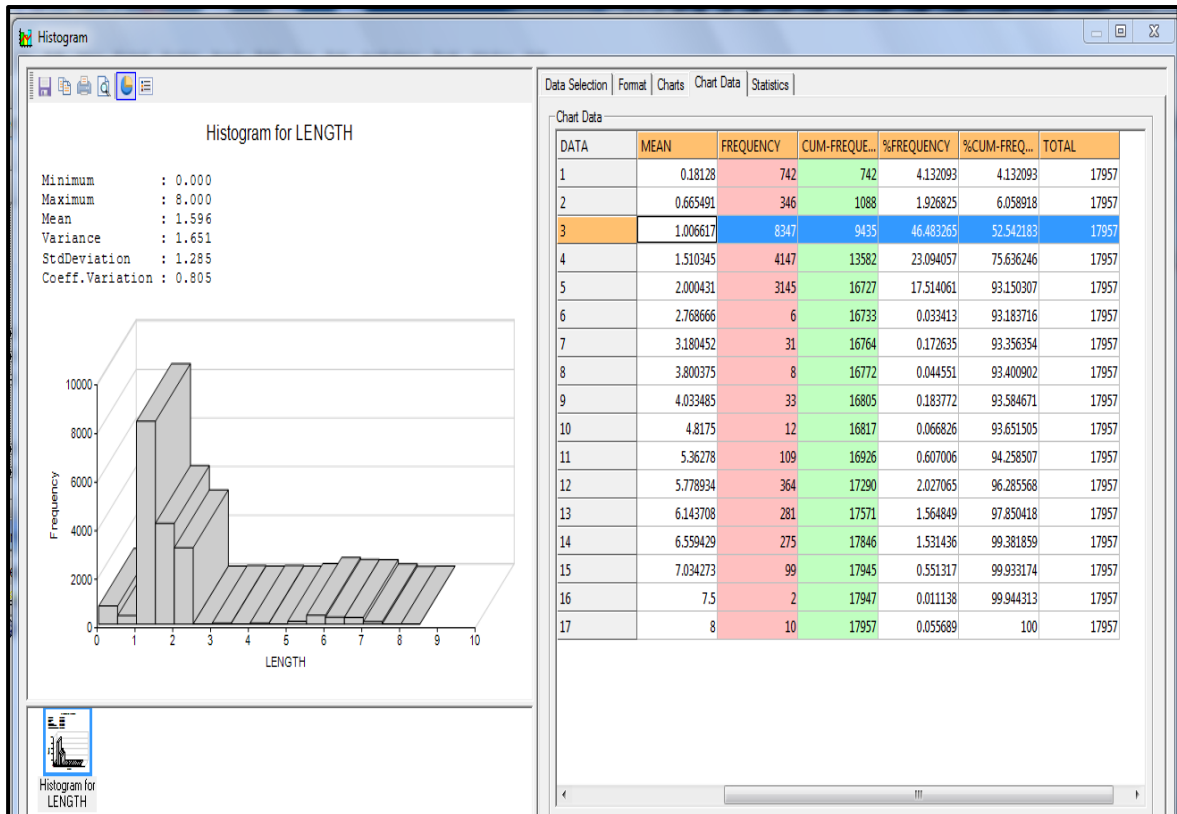 Histogram
Histogram for LENGTH
Minimum : 0.000
Maximum : 8.000
Mean : 1.596
Variance : 1.651
StdDeviation : 1.285
Coeff.Variation : 0.805
10000
8000
6000
4000
2000
0
Frequency
0 1 2 3 4 5 6 7 8 9 10
LENGTH
Histogram for
LENGTH
Data Selection Format Charts Chart Data Statistics
Chart Data
DATA MEAN FREQUENCY CUM-FREQUE... %FREQUENCY %CUM-FREQ... TOTAL
1 0.18128 742 742 4.132093 4.132093 17957
2 0.665491 346 1088 1.926825 6.058918 17957
3 1.006617 8347 9435 46.483265 52.542183 17957
4 1.510345 4147 13582 23.094057 75.636246 17957
5 2.000431 3145 16727 17.514061 93.150307 17957
6 2.768666 6 16733 0.033413 93.183716 17957
7 3.180452 31 16764 0.172635 93.356354 17957
8 3.800375 8 16772 0.044551 93.400902 17957
9 4.033485 33 16805 0.183772 93.584671 17957
10 4.8175 12 16817 0.066826 93.651505 17957
11 5.36278 109 16926 0.607006 94.258507 17957
12 5.778934 364 17290 2.027065 96.285568 17957
13 6.143708 281 17571 1.564849 97.850418 17957
14 6.559429 275 17846 1.531436 99.381859 17957
15 7.034273 99 17945 0.551317 99.933174 17957
16 7.5 2 17947 0.011138 99.944313 17957
17 8 10 17957 0.055689 100 17957